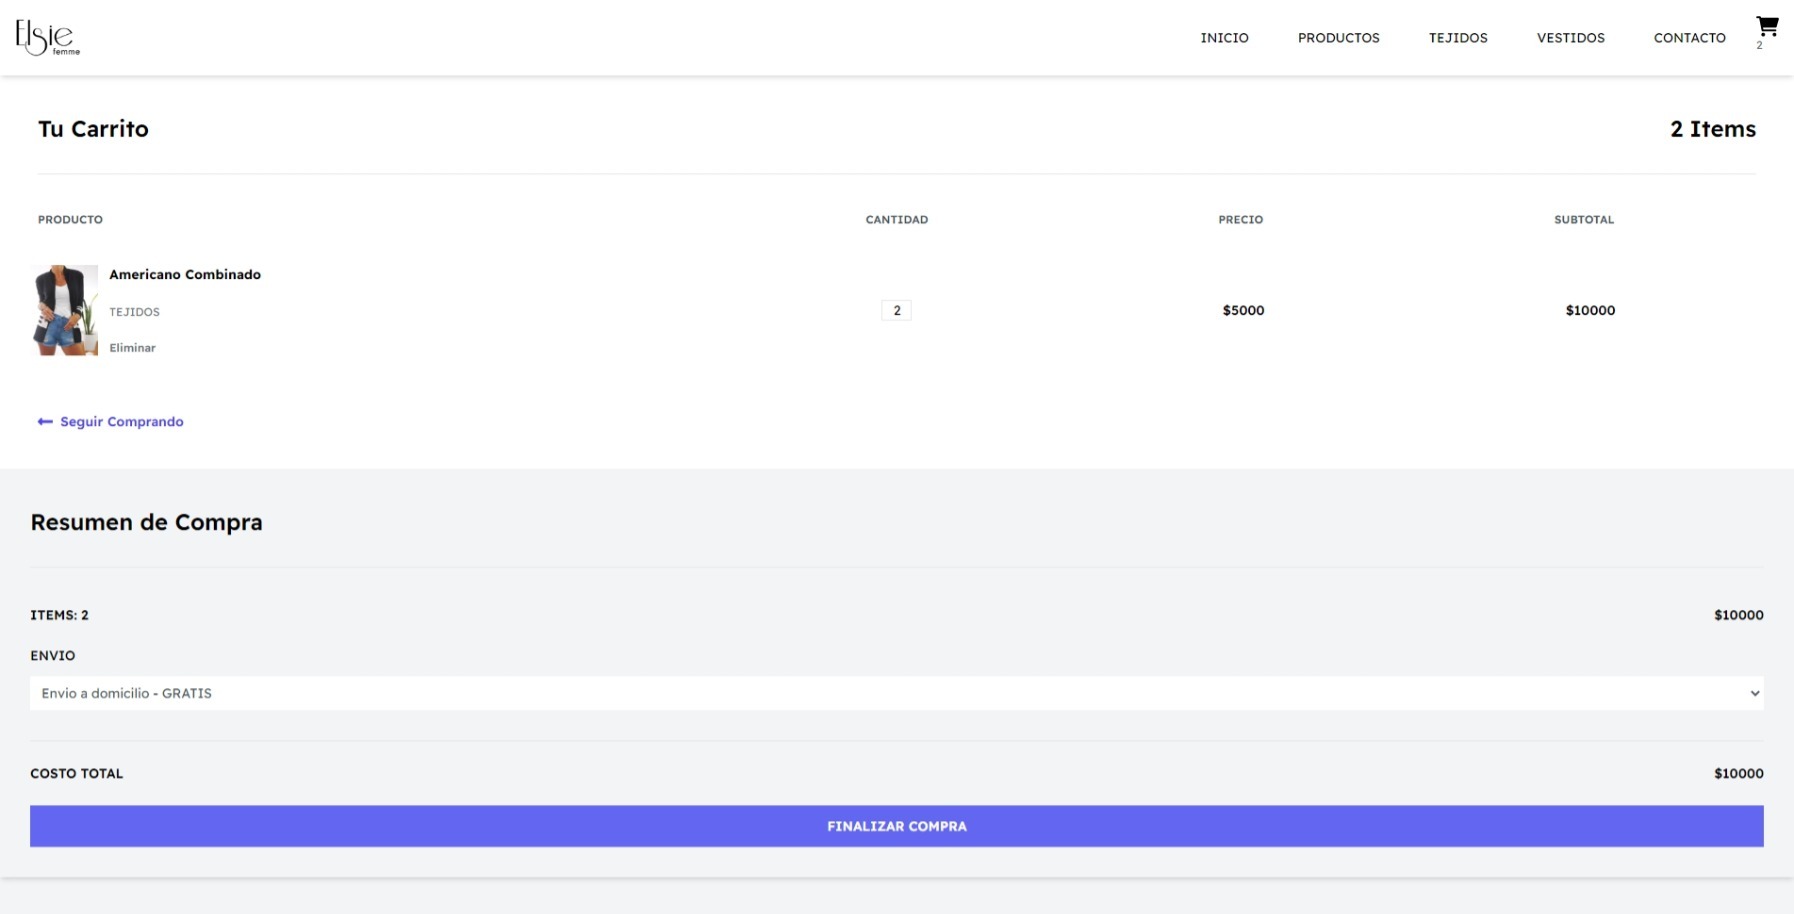 Elsie
femme
INICIO PRODUCTOS TEJIDOS VESTIDOS CONTACTO
2
Tu Carrito 2 Items
PRODUCTO CANTIDAD PRECIO SUBTOTAL
Americano Combinado
TEJIDOS
2 $5000 $10000
Eliminar
Seguir Comprando
Resumen de Compra
ITEMS: 2 $10000
ENVIO
Envio a domicilio - GRATIS
COSTO TOTAL $10000
FINALIZAR COMPRA